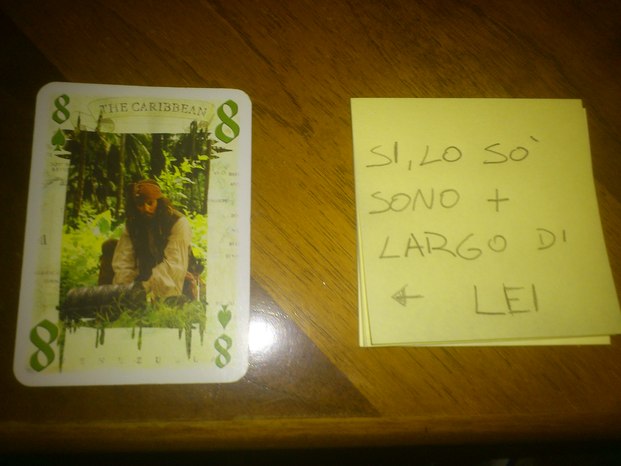 8
THE CARIBBEAN
8
SI, LO SO'
SONO +
LARGO DI
← LEI
8
8